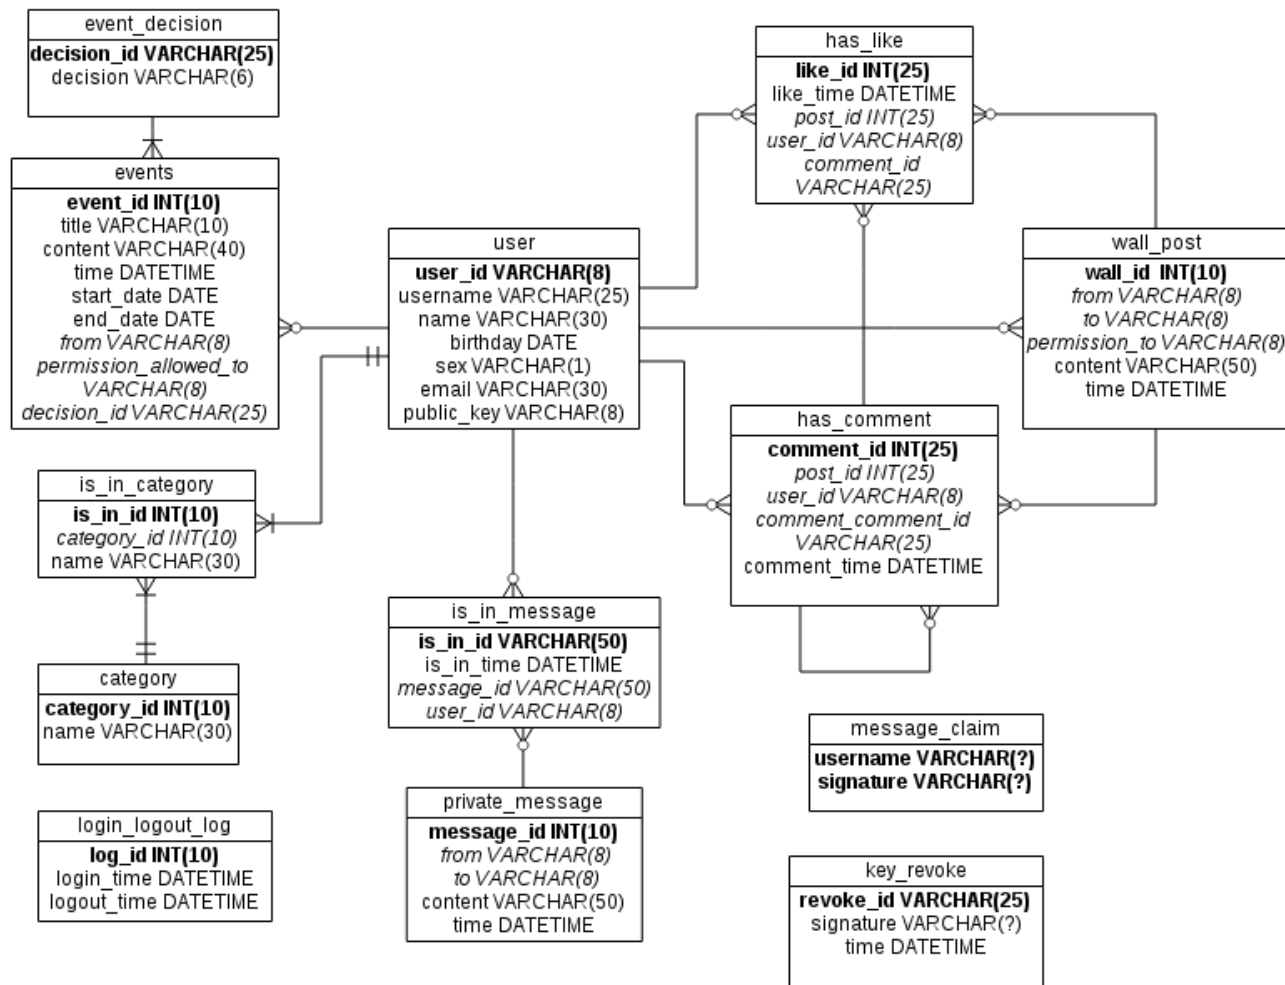 event_decision
decision_id VARCHAR(25)
decision VARCHAR(6)
events
event_id INT(10)
title VARCHAR(10)
content VARCHAR(40)
time DATETIME
start_date DATE
end_date DATE
from VARCHAR(8)
permission_allowed_to
VARCHAR(8)
decision_id VARCHAR(25)
user
user_id VARCHAR(8)
username VARCHAR(25)
name VARCHAR(30)
birthday DATE
sex VARCHAR(1)
email VARCHAR(30)
public_key VARCHAR(8)
has_like
like_id INT(25)
like_time DATETIME
post_id INT(25)
user_id VARCHAR(8)
comment_id
VARCHAR(25)
wall_post
wall_id INT(10)
from VARCHAR(8)
to VARCHAR(8)
permission_to VARCHAR(8)
content VARCHAR(50)
time DATETIME
has_comment
comment_id INT(25)
post_id INT(25)
user_id VARCHAR(8)
comment_comment_id
VARCHAR(25)
comment_time DATETIME
is_in_category
is_in_id INT(10)
category_id INT(10)
name VARCHAR(30)
category
category_id INT(10)
name VARCHAR(30)
is_in_message
is_in_id VARCHAR(50)
is_in_time DATETIME
message_id VARCHAR(50)
user_id VARCHAR(8)
private_message
message_id INT(10)
from VARCHAR(8)
to VARCHAR(8)
content VARCHAR(50)
time DATETIME
login_logout_log
log_id INT(10)
login_time DATETIME
logout_time DATETIME
message_claim
username VARCHAR(?)
signature VARCHAR(?)
key_revoke
revoke_id VARCHAR(25)
signature VARCHAR(?)
time DATETIME